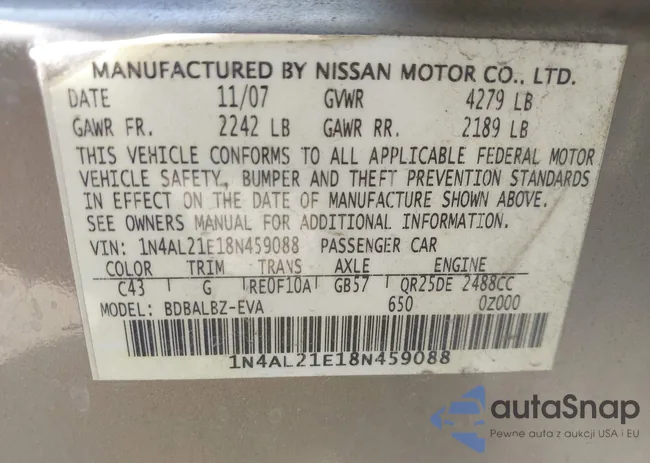 MANUFACTURED BY NISSAN MOTOR CO., LTD.
DATE 11/07 GVWR 4279 LB
GAWR FR. 2242 LB GAWR RR. 2189 LB
THIS VEHICLE CONFORMS TO ALL APPLICABLE FEDERAL MOTOR
VEHICLE SAFETY, BUMPER AND THEFT PREVENTION STANDARDS
IN EFFECT ON THE DATE OF MANUFACTURE SHOWN ABOVE.
SEE OWNERS MANUAL FOR ADDITIONAL INFORMATION.
VIN: 1N4AL21E18N459088 PASSENGER CAR
COLOR TRIM TRANS AXLE ENGINE
C43 G RE0F10A GB57 QR25DE 2488CC
MODEL: BDBALBZ-EVA 650 0Z000
1N4AL21E18N459088
autaSnap
Pewne auta z aukcji USA i EU